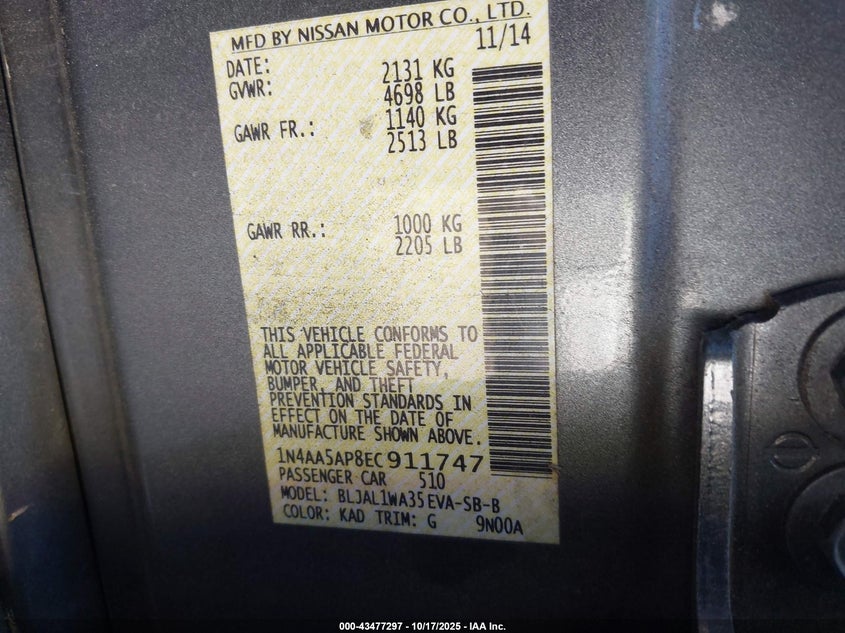 MFD BY NISSAN MOTOR CO., LTD.
DATE: 11/14
GVWR: 2131 KG
4698 LB
GAWR FR.: 1140 KG
2513 LB
GAWR RR.: 1000 KG
2205 LB
THIS VEHICLE CONFORMS TO
ALL APPLICABLE FEDERAL
MOTOR VEHICLE SAFETY,
BUMPER, AND THEFT
PREVENTION STANDARDS IN
EFFECT ON THE DATE OF
MANUFACTURE SHOWN ABOVE.
1N4AA5AP8EC911747
PASSENGER CAR 510
MODEL: BLJAL1WA35EVA-SB-B
COLOR: KAD TRIM: G 9N00A
000-43477297 - 10/17/2025 - IAA Inc.